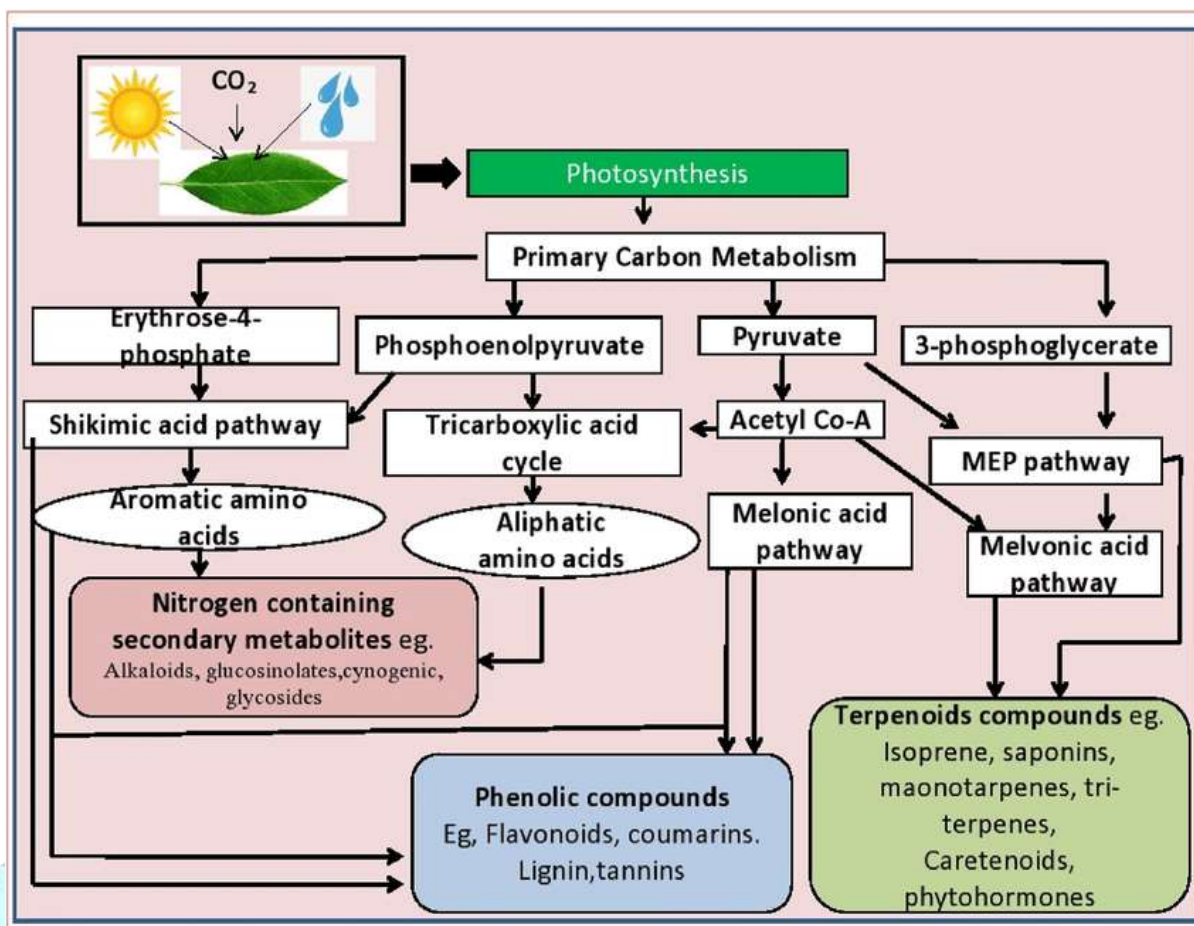 CO₂
Photosynthesis
Primary Carbon Metabolism
Erythrose-4-
phosphate
Phosphoenolpyruvate
Pyruvate
3-phosphoglycerate
Shikimic acid pathway
Tricarboxylic acid
cycle
Acetyl Co-A
MEP pathway
Aromatic amino
acids
Aliphatic
amino acids
Melonic acid
pathway
Melvonic acid
pathway
Nitrogen containing
secondary metabolites eg.
Alkaloids, glucosinolates,cynogenic,
glycosides
Phenolic compounds
Eg, Flavonoids, coumarins.
Lignin,tannins
Terpenoids compounds eg.
Isoprene, saponins,
maonotarpenes, tri-
terpenes,
Caretenoids,
phytohormones